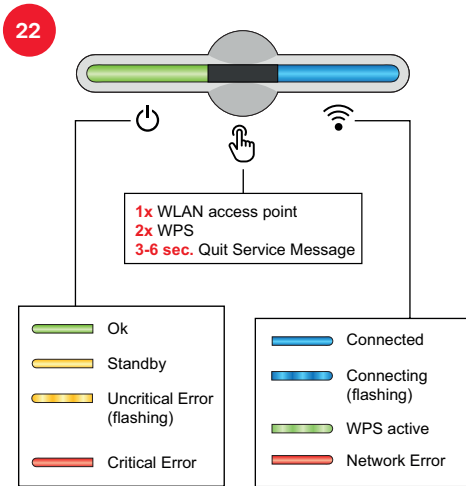 22
1x WLAN access point
2x WPS
3-6 sec. Quit Service Message
Ok
Standby
Uncritical Error
(flashing)
Critical Error
Connected
Connecting
(flashing)
WPS active
Network Error